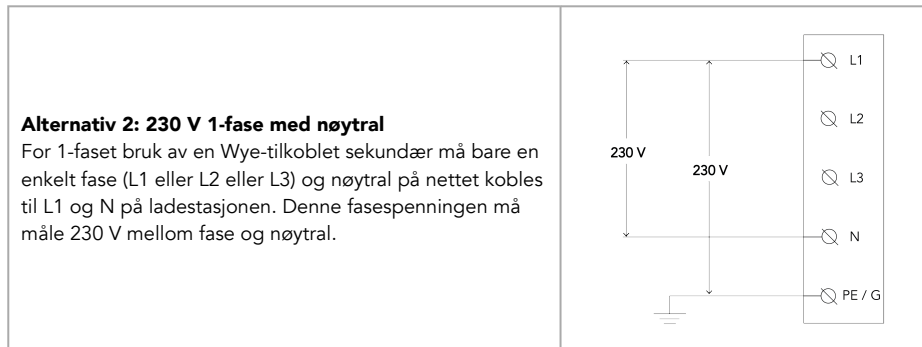 Alternativ 2: 230 V 1-fase med nøytral
For 1-faset bruk av en Wye-tilkoblet sekundær må bare en
enkelt fase (L1 eller L2 eller L3) og nøytral på nettet kobles
til L1 og N på ladestasjonen. Denne fasespenningen må
måle 230 V mellom fase og nøytral.
L1
L2
230 V
230 V
L3
N
PE / G